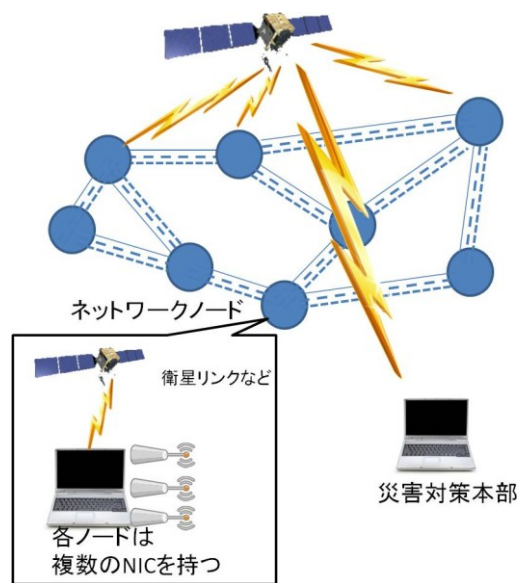 ネットワークノード
衛星リンクなど
災害対策本部
各ノードは
複数のNICを持つ